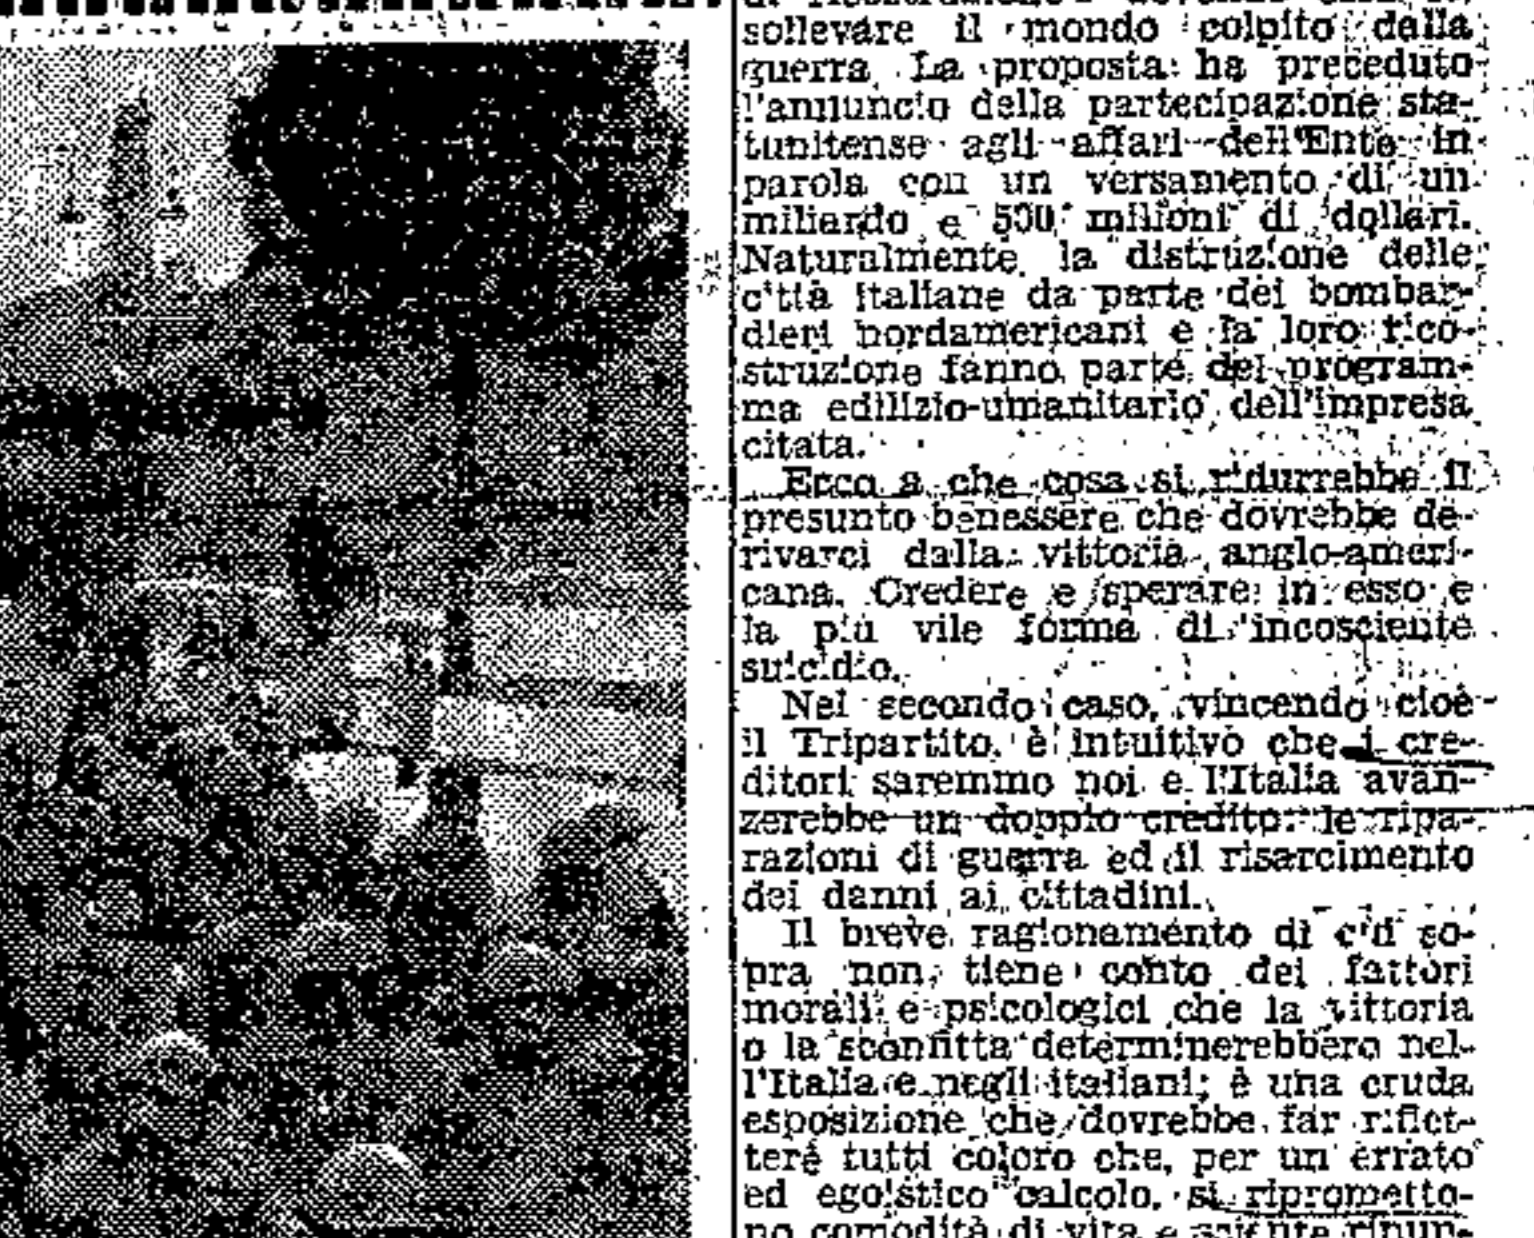 sollevare il mondo colpito dalla
guerra. La proposta ha preceduto
l'annuncio della partecipazione sta-
tunitense agli affari dell'Ente in
parola con un versamento di un
miliardo e 500 milioni di dollari.
Naturalmente la distruzione delle
città italiane da parte dei bombar-
dieri nordamericani e la loro rico-
struzione fanno parte del program-
ma edilizio-umanitario dell'impresa
citata.
Ecco a che cosa si ridurrebbe il
presunto benessere che dovrebbe de-
rivarci dalla vittoria anglo-ameri-
cana. Credere e sperare in esso e
la più vile forma di incosciente
suicidio.
Nel secondo caso, vincendo cioè
il Tripartito, è intuitivo che i cre-
ditori saremmo noi e l'Italia avan-
zerebbe un doppio credito: le ripa-
razioni di guerra ed il risarcimento
dei danni ai cittadini.
Il breve ragionamento di cui so-
pra non tiene conto dei fattori
morali e psicologici che la vittoria
o la sconfitta determinerebbero nel-
l'Italia e negli italiani; è una cruda
esposizione che dovrebbe far riflet-
tere tutti coloro che, per un errato
ed egoistico calcolo, si ripromette-
no comodità di vita e